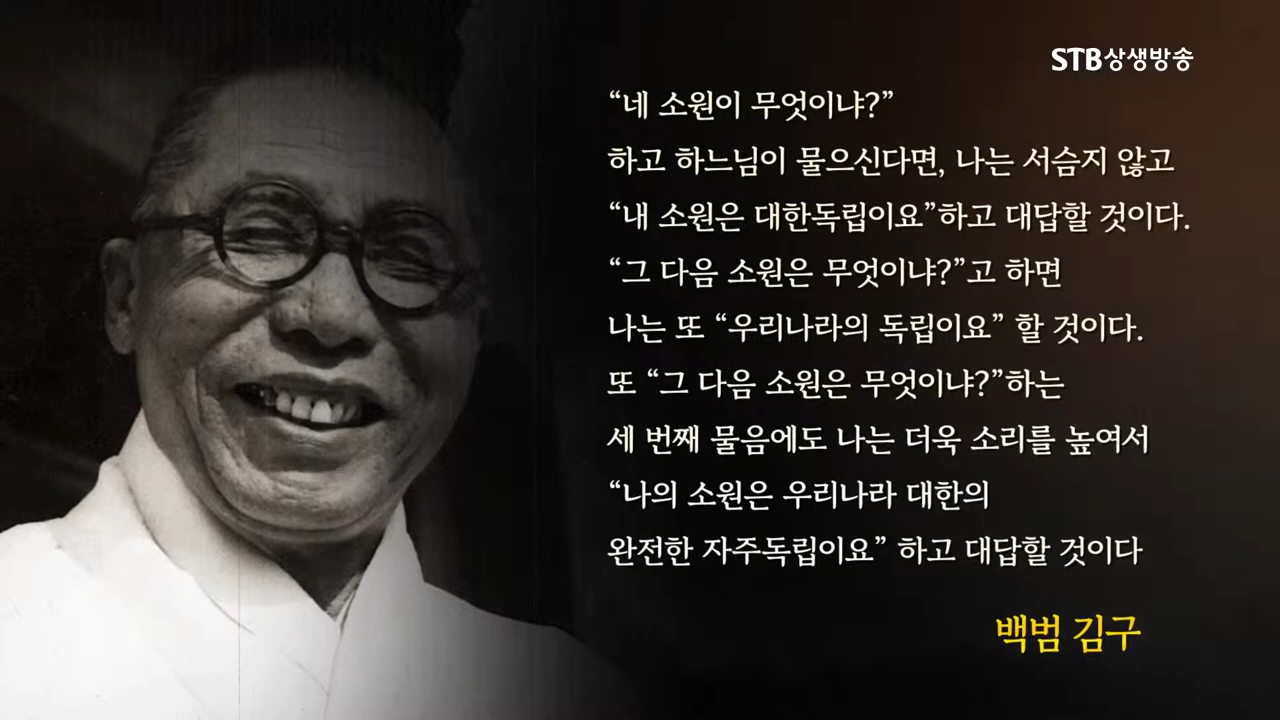 STB상생방송
“네 소원이 무엇이냐?”
하고 하느님이 물으신다면, 나는 서슴지 않고
“내 소원은 대한독립이요”하고 대답할 것이다.
“그 다음 소원은 무엇이냐?”고 하면
나는 또 “우리나라의 독립이요” 할 것이다.
또 “그 다음 소원은 무엇이냐?”하는
세 번째 물음에도 나는 더욱 소리를 높여서
“나의 소원은 우리나라 대한의
완전한 자주독립이요” 하고 대답할 것이다
백범 김구